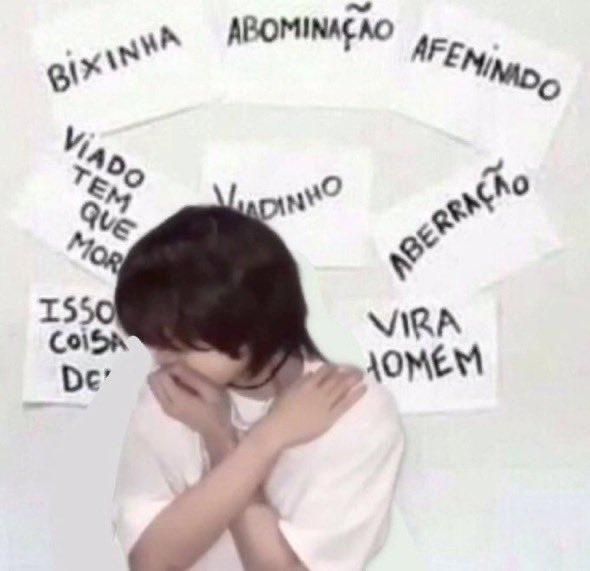 BIXINHA
ABOMINAÇÃO
AFEMINADO
VIADO
TEM
QUE
VIADINHO
ABERRAÇÃO
ISSO
COISA
VIRA
HOMEM